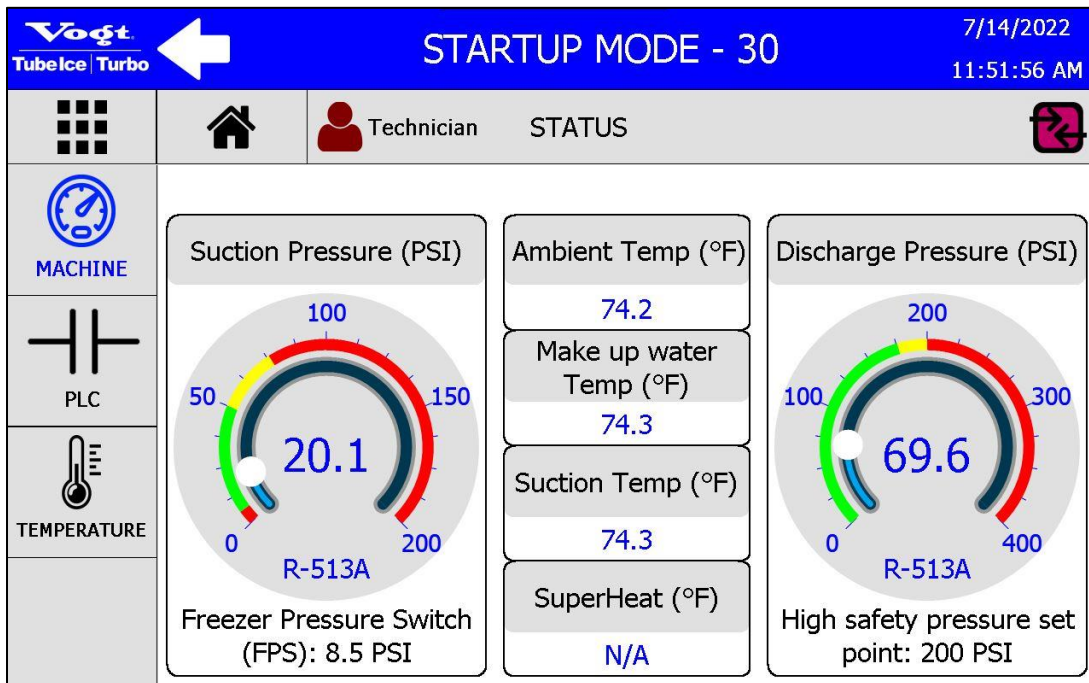 Vogt
TubeIce | Turbo
STARTUP MODE - 30
7/14/2022
11:51:56 AM
Technician
STATUS
MACHINE
PLC
TEMPERATURE
Suction Pressure (PSI)
0
50
100
150
200
20.1
R-513A
Freezer Pressure Switch
(FPS): 8.5 PSI
Ambient Temp (°F)
74.2
Make up water
Temp (°F)
74.3
Suction Temp (°F)
74.3
SuperHeat (°F)
N/A
Discharge Pressure (PSI)
0
100
200
300
400
69.6
R-513A
High safety pressure set
point: 200 PSI